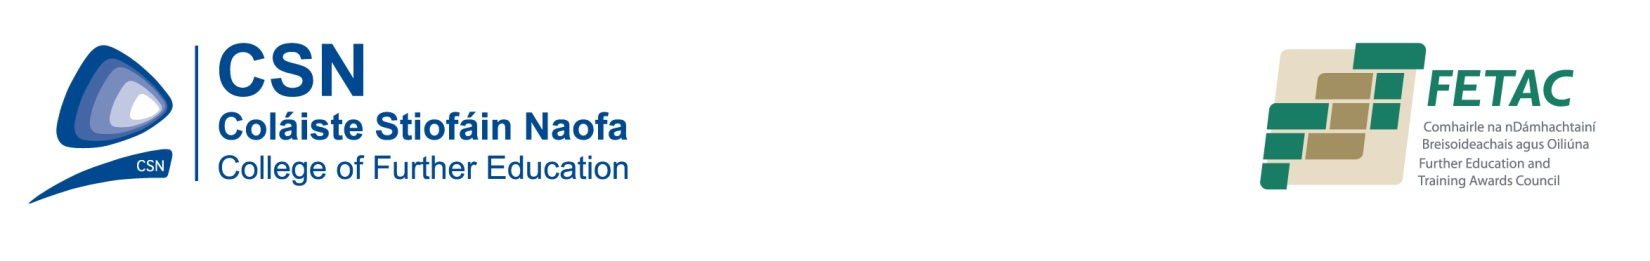 CSN
Coláiste Stiofáin Naofa
College of Further Education
CSN
FETAC
Comhairle na nDámhachtainí
Breisoideachais agus Oiliúna
Further Education and
Training Awards Council